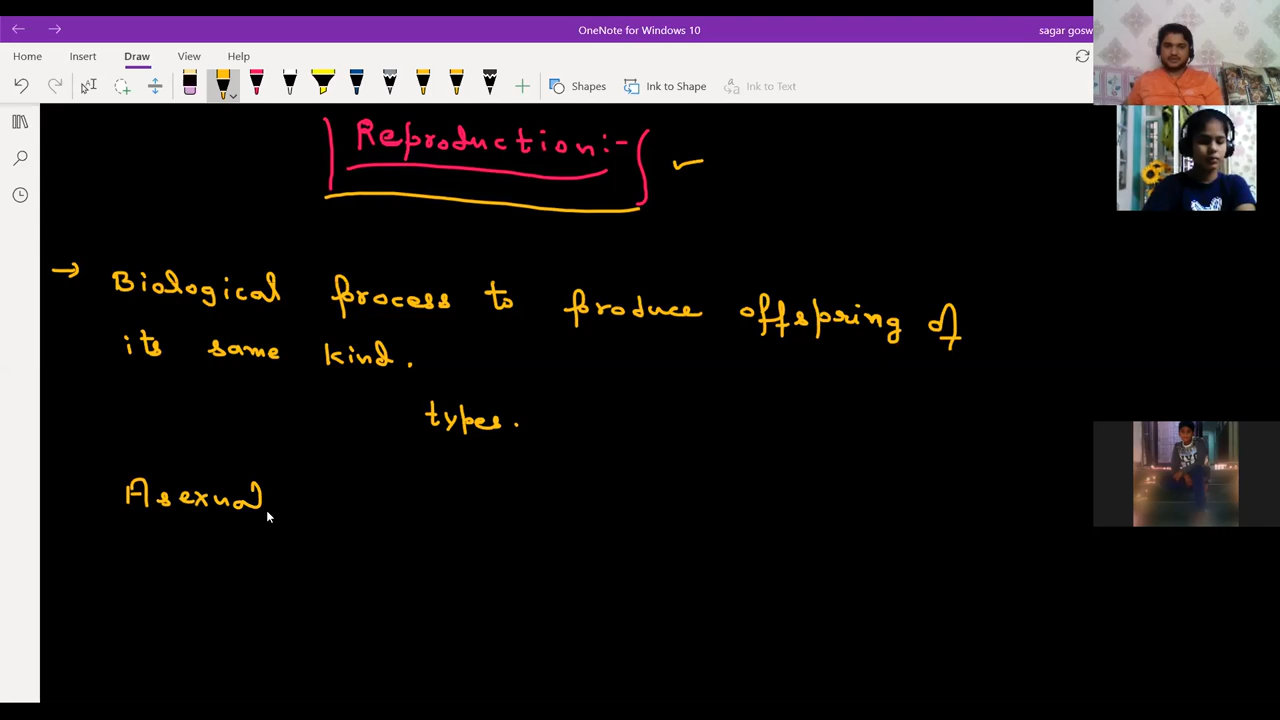 OneNote for Windows 10
sagar gosw
Home Insert Draw View Help
Shapes Ink to Shape Ink to Text
Reproduction:-
→ Biological process to produce offspring of
its same kind.
types.
Asexual